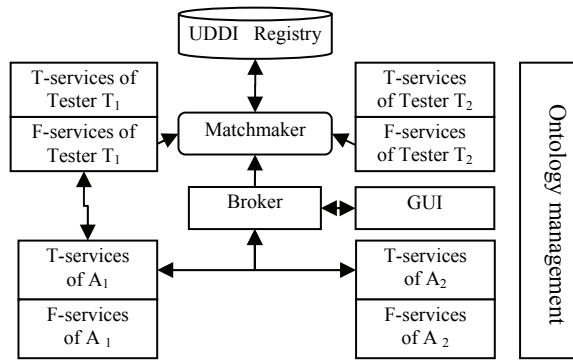 UDDI Registry
T-services of
Tester T₁
F-services of
Tester T₁
Matchmaker
T-services
of Tester T₂
F-services
of Tester T₂
Broker
GUI
T-services
of A₁
F-services
of A ₁
T-services
of A₂
F-services
of A ₂
Ontology management